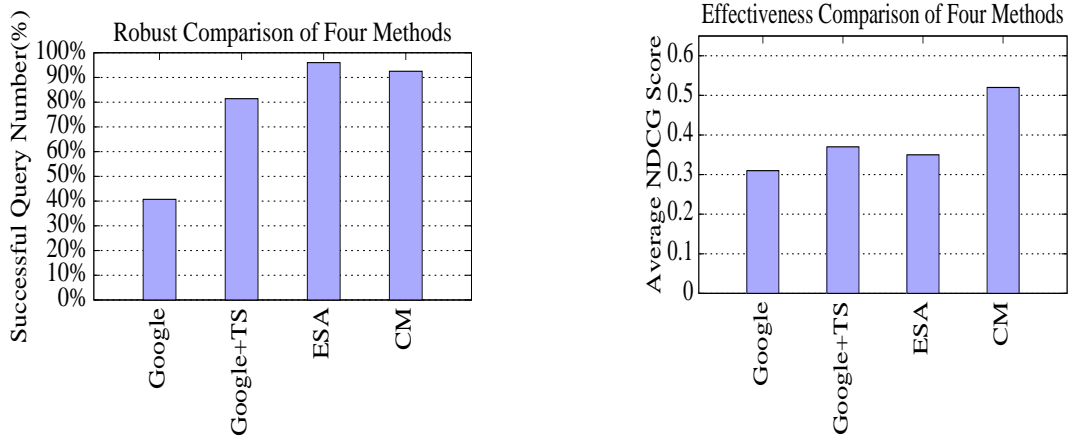 Robust Comparison of Four Methods
Successful Query Number(%)
100%
90%
80%
70%
60%
50%
40%
30%
20%
10%
0%
Google
Google+TS
ESA
CM
Effectiveness Comparison of Four Methods
Average NDCG Score
0.6
0.5
0.4
0.3
0.2
0.1
0
Google
Google+TS
ESA
CM